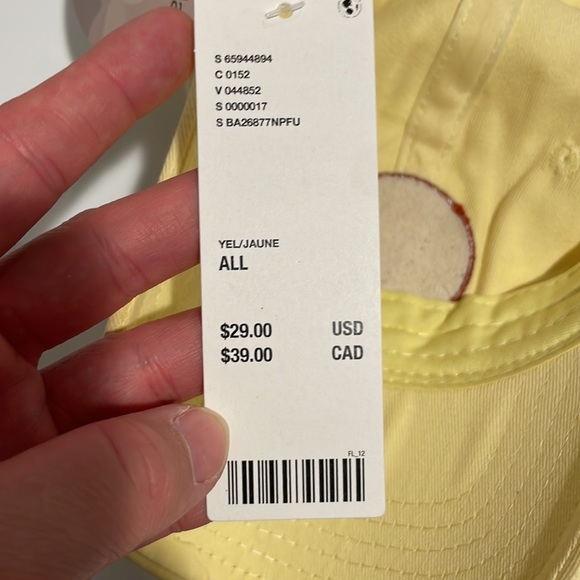 S 65944894
C 0152
V 044852
S 0000017
S BA26877NPFU
YEL/JAUNE
ALL
$29.00 USD
$39.00 CAD
FL_12